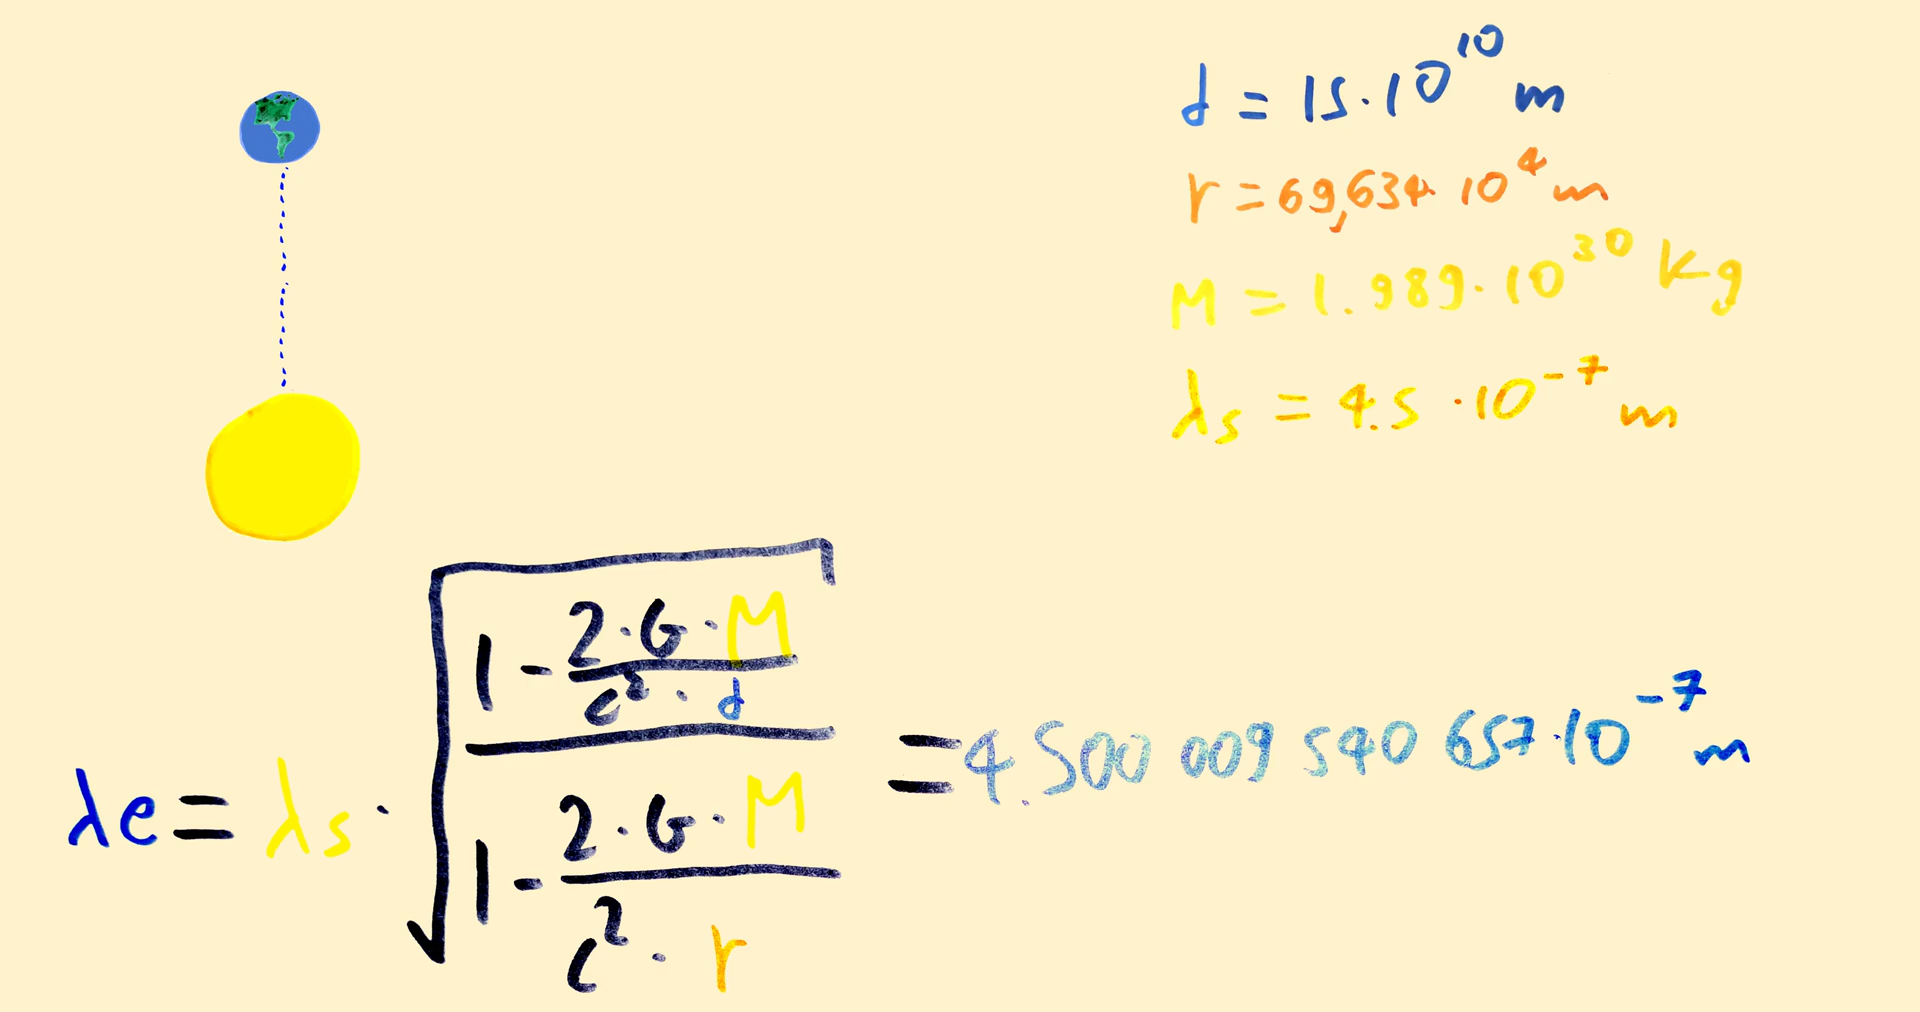 d = 15·10^10 m
r = 69,634·10^4 m
M = 1.989·10^30 kg
λs = 4.5·10^-7 m
λe = λs · √((1 - (2·G·M)/(c²·d))/(1 - (2·G·M)/(c²·r))) = 4.500 009 540 657·10^-7 m